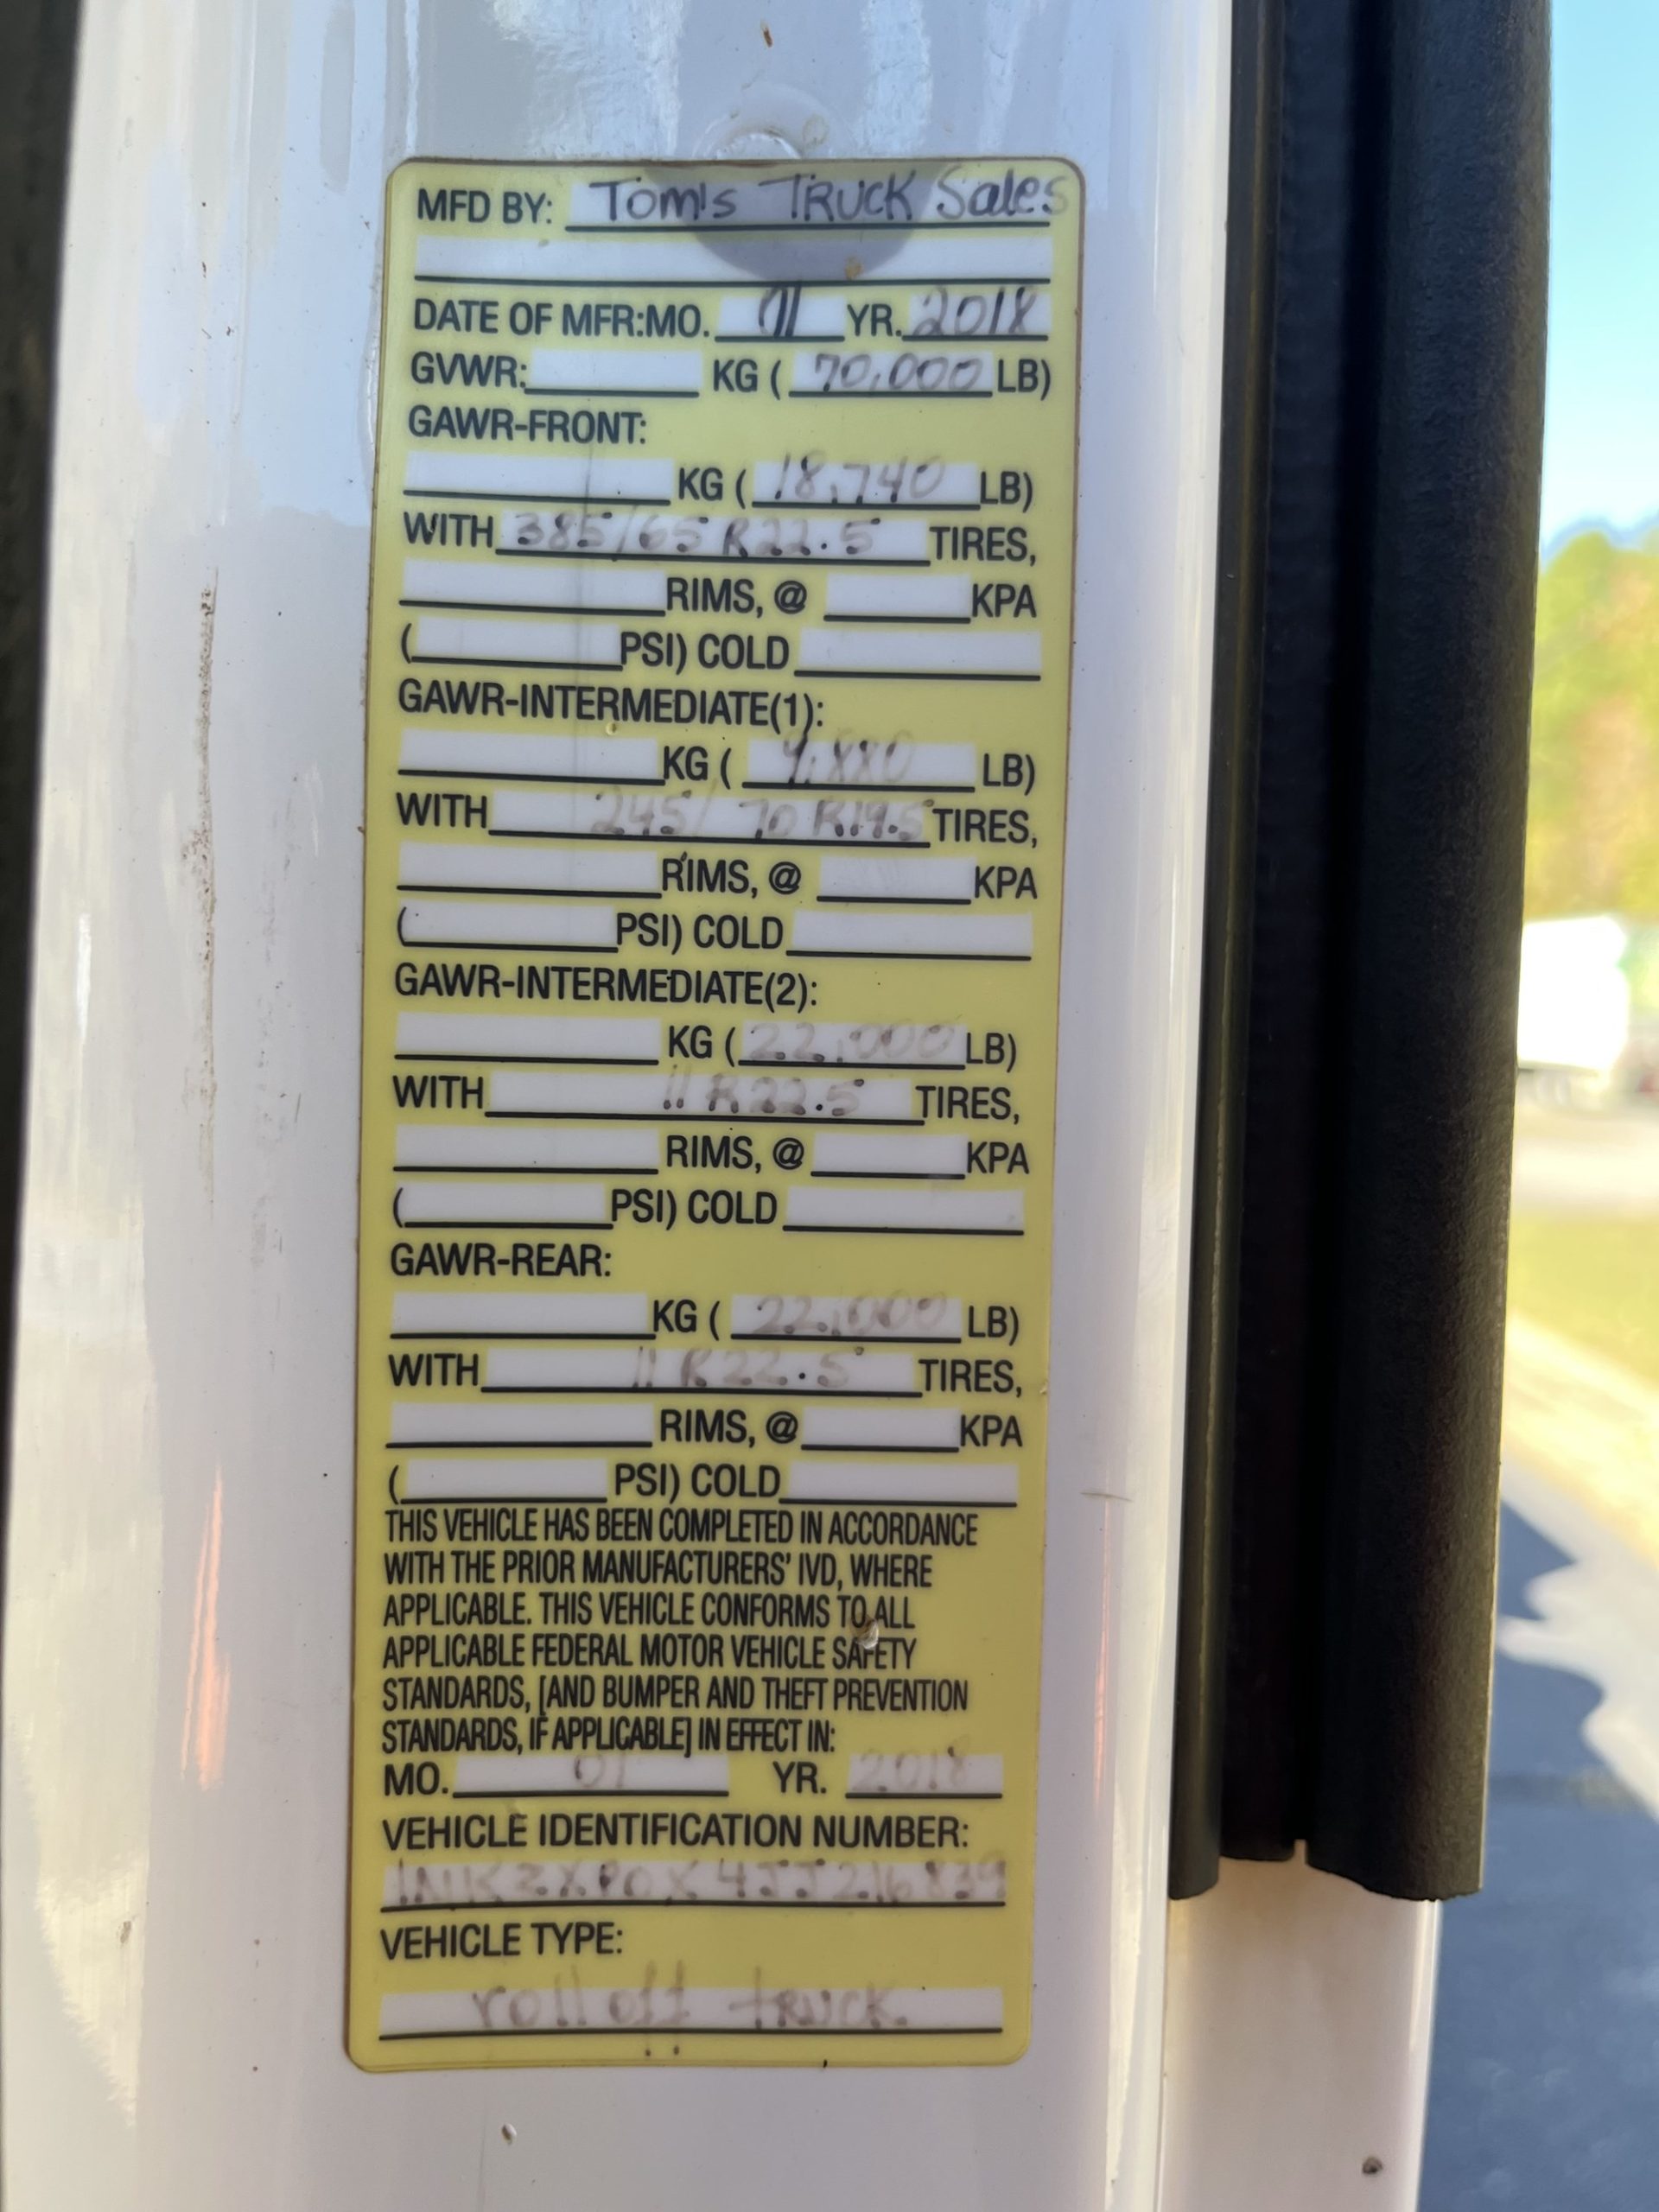 MFD BY: Tom's TRUCK Sales
DATE OF MFR:MO. 01 YR. 2018
GVWR: KG ( 70,000 LB)
GAWR-FRONT:
KG ( 18,740 LB)
WITH 385/65 R22.5 TIRES,
RIMS, @ KPA
( PSI) COLD
GAWR-INTERMEDIATE(1):
KG ( LB)
WITH 245/70 R19.5 TIRES,
RIMS, @ KPA
( PSI) COLD
GAWR-INTERMEDIATE(2):
KG ( 22,000 LB)
WITH 11 R22.5 TIRES,
RIMS, @ KPA
( PSI) COLD
GAWR-REAR:
KG ( 22,000 LB)
WITH 11 R22.5 TIRES,
RIMS, @ KPA
( PSI) COLD
THIS VEHICLE HAS BEEN COMPLETED IN ACCORDANCE
WITH THE PRIOR MANUFACTURERS' IVD, WHERE
APPLICABLE. THIS VEHICLE CONFORMS TO ALL
APPLICABLE FEDERAL MOTOR VEHICLE SAFETY
STANDARDS, [AND BUMPER AND THEFT PREVENTION
STANDARDS, IF APPLICABLE] IN EFFECT IN:
MO. 01 YR. 2018
VEHICLE IDENTIFICATION NUMBER:
VEHICLE TYPE:
roll off truck